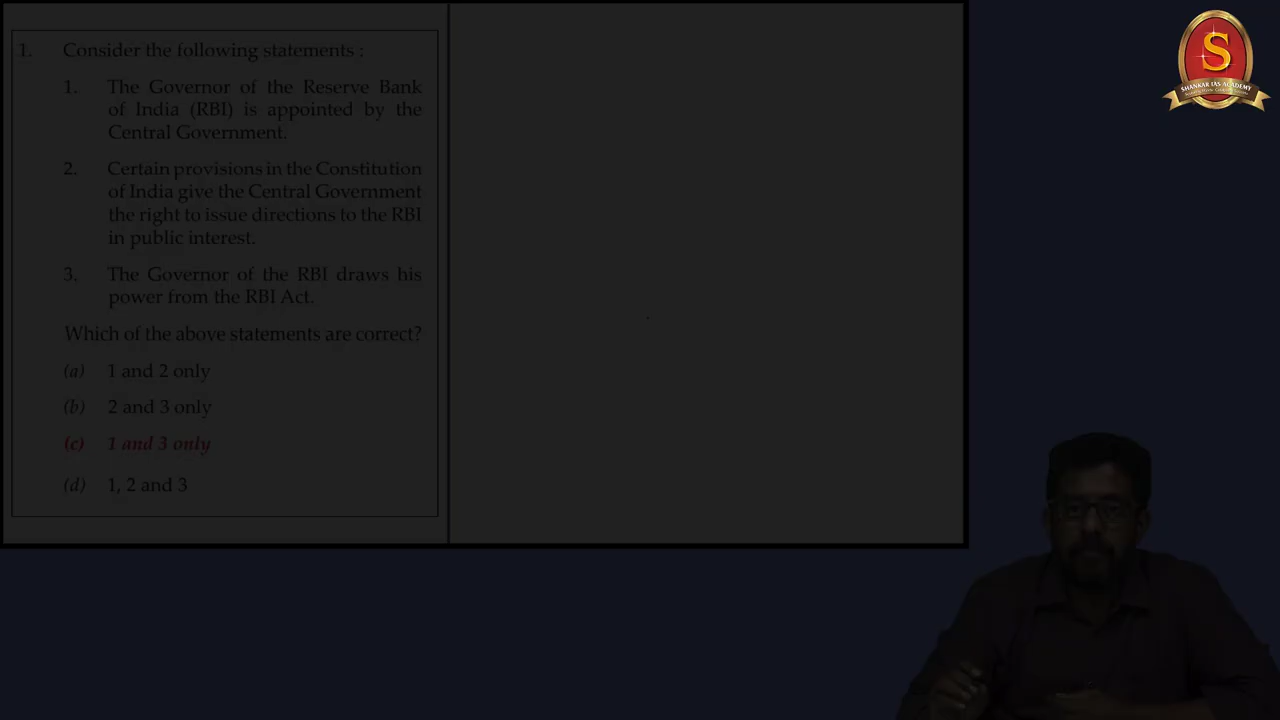 1. Consider the following statements :
1. The Governor of the Reserve Bank
of India (RBI) is appointed by the
Central Government.
2. Certain provisions in the Constitution
of India give the Central Government
the right to issue directions to the RBI
in public interest.
3. The Governor of the RBI draws his
power from the RBI Act.
Which of the above statements are correct?
(a) 1 and 2 only
(b) 2 and 3 only
(c) 1 and 3 only
(d) 1, 2 and 3
S
SHANKAR IAS ACADEMY